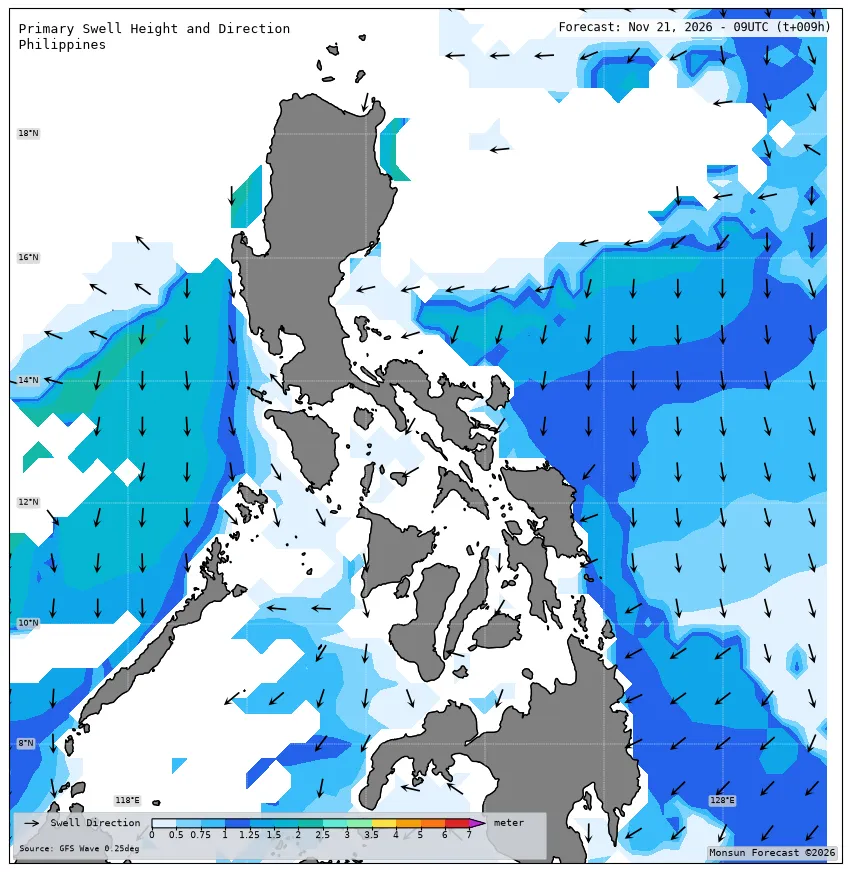 Primary Swell Height and Direction
Philippines
Forecast: Nov 21, 2026 - 09UTC (t+009h)
18°N
16°N
14°N
12°N
10°N
8°N
118°E
128°E
Swell Direction
meter
0 0.5 0.75 1 1.25 1.5 2 2.5 3 3.5 4 5 6 7
Source: GFS Wave 0.25deg
Monsun Forecast ©2026